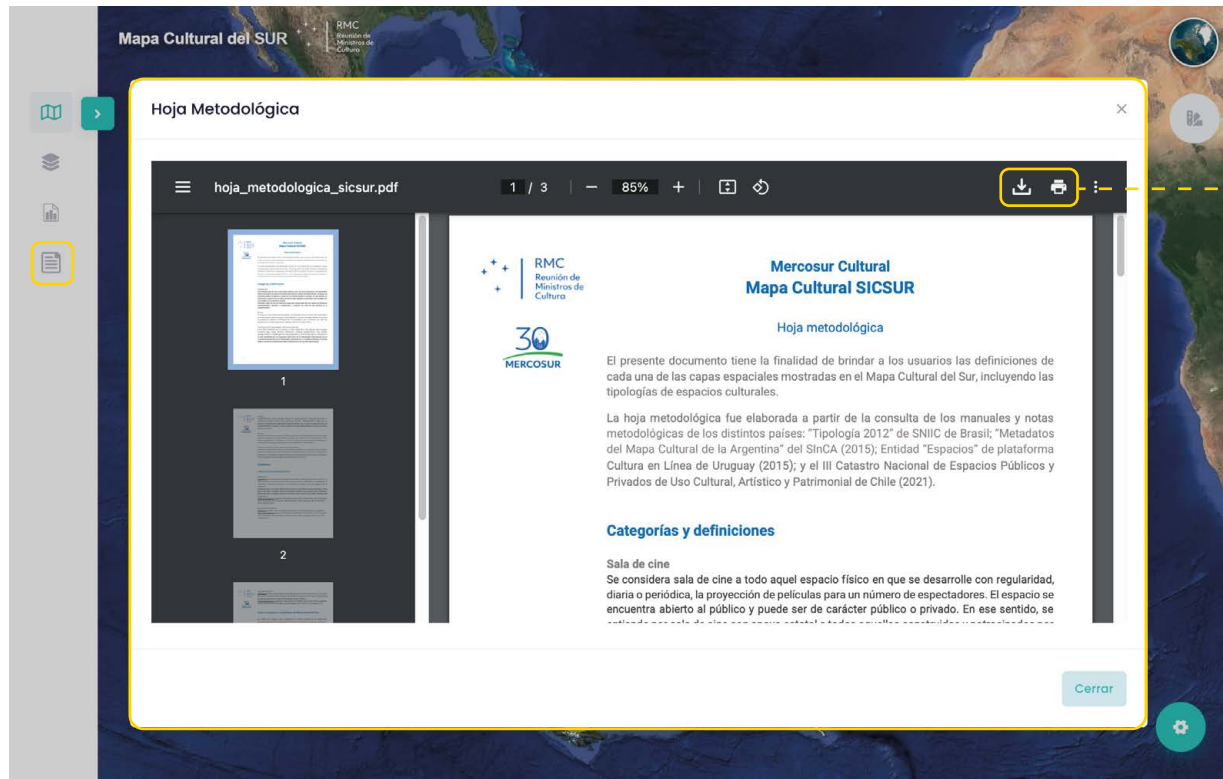 Mapa Cultural del SUR
RMC
Reunión de
Ministros de
Cultura
Hoja Metodológica
hoja_metodologica_sicsur.pdf
1 / 3
85%
RMC
Reunión de
Ministros de
Cultura
30
MERCOSUR
Mercosur Cultural
Mapa Cultural SICSUR
Hoja metodológica
El presente documento tiene la finalidad de brindar a los usuarios las definiciones de
cada una de las capas espaciales mostradas en el Mapa Cultural del Sur, incluyendo las
tipologías de espacios culturales.
La hoja metodológica fue elaborada a partir de la consulta de los manuales y notas
metodológicas de los distintos países: "Tipología 2012" de SNIIC de Brasil; "Metadatos
del Mapa Cultural de la Argentina" del SInCA (2015); Entidad "Espacios" de plataforma
Cultura en Línea de Uruguay (2015); y el III Catastro Nacional de Espacios Públicos y
Privados de Uso Cultural, Artístico y Patrimonial de Chile (2021).
Categorías y definiciones
Sala de cine
Se considera sala de cine a todo aquel espacio físico en que se desarrolle con regularidad,
diaria o periódica, la proyección de películas para un número de espectadores. El espacio se
encuentra abierto al público y puede ser de carácter público o privado. En ese sentido, se
1
2
Cerrar